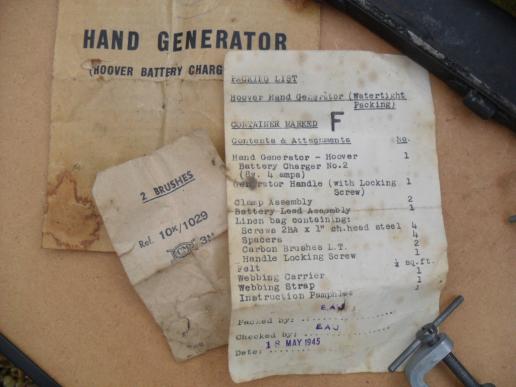 HAND GENERATOR
(HOOVER BATTERY CHARG
2 BRUSHES
Ref. 10K/1029
PACKING LIST
Hoover Hand Generator (Watertight
Packing)
CONTAINER MARKED F
Contents & Attachments No.
Hand Generator - Hoover 1
Battery Charger No.2
(6v. 4 amps)
Generator Handle (with Locking 1
Screw)
Clamp Assembly 2
Battery Lead Assembly 1
Linen bag containing:
Screws 2BA x 1" ch.head steel 4
Spacers 4
Carbon Brushes L.T. 2
Handle Locking Screw 1
Felt ¼ sq.ft.
Webbing Carrier 1
Webbing Strap 1
Instruction Pamphlet 1
Packed by: EAJ
Checked by: EAJ
Date: 18 MAY 1945